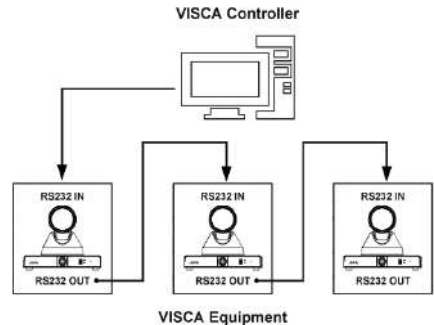 VISCA Controller
RS232 IN
RS232 OUT
RS232 IN
RS232 OUT
RS232 IN
RS232 OUT
VISCA Equipment